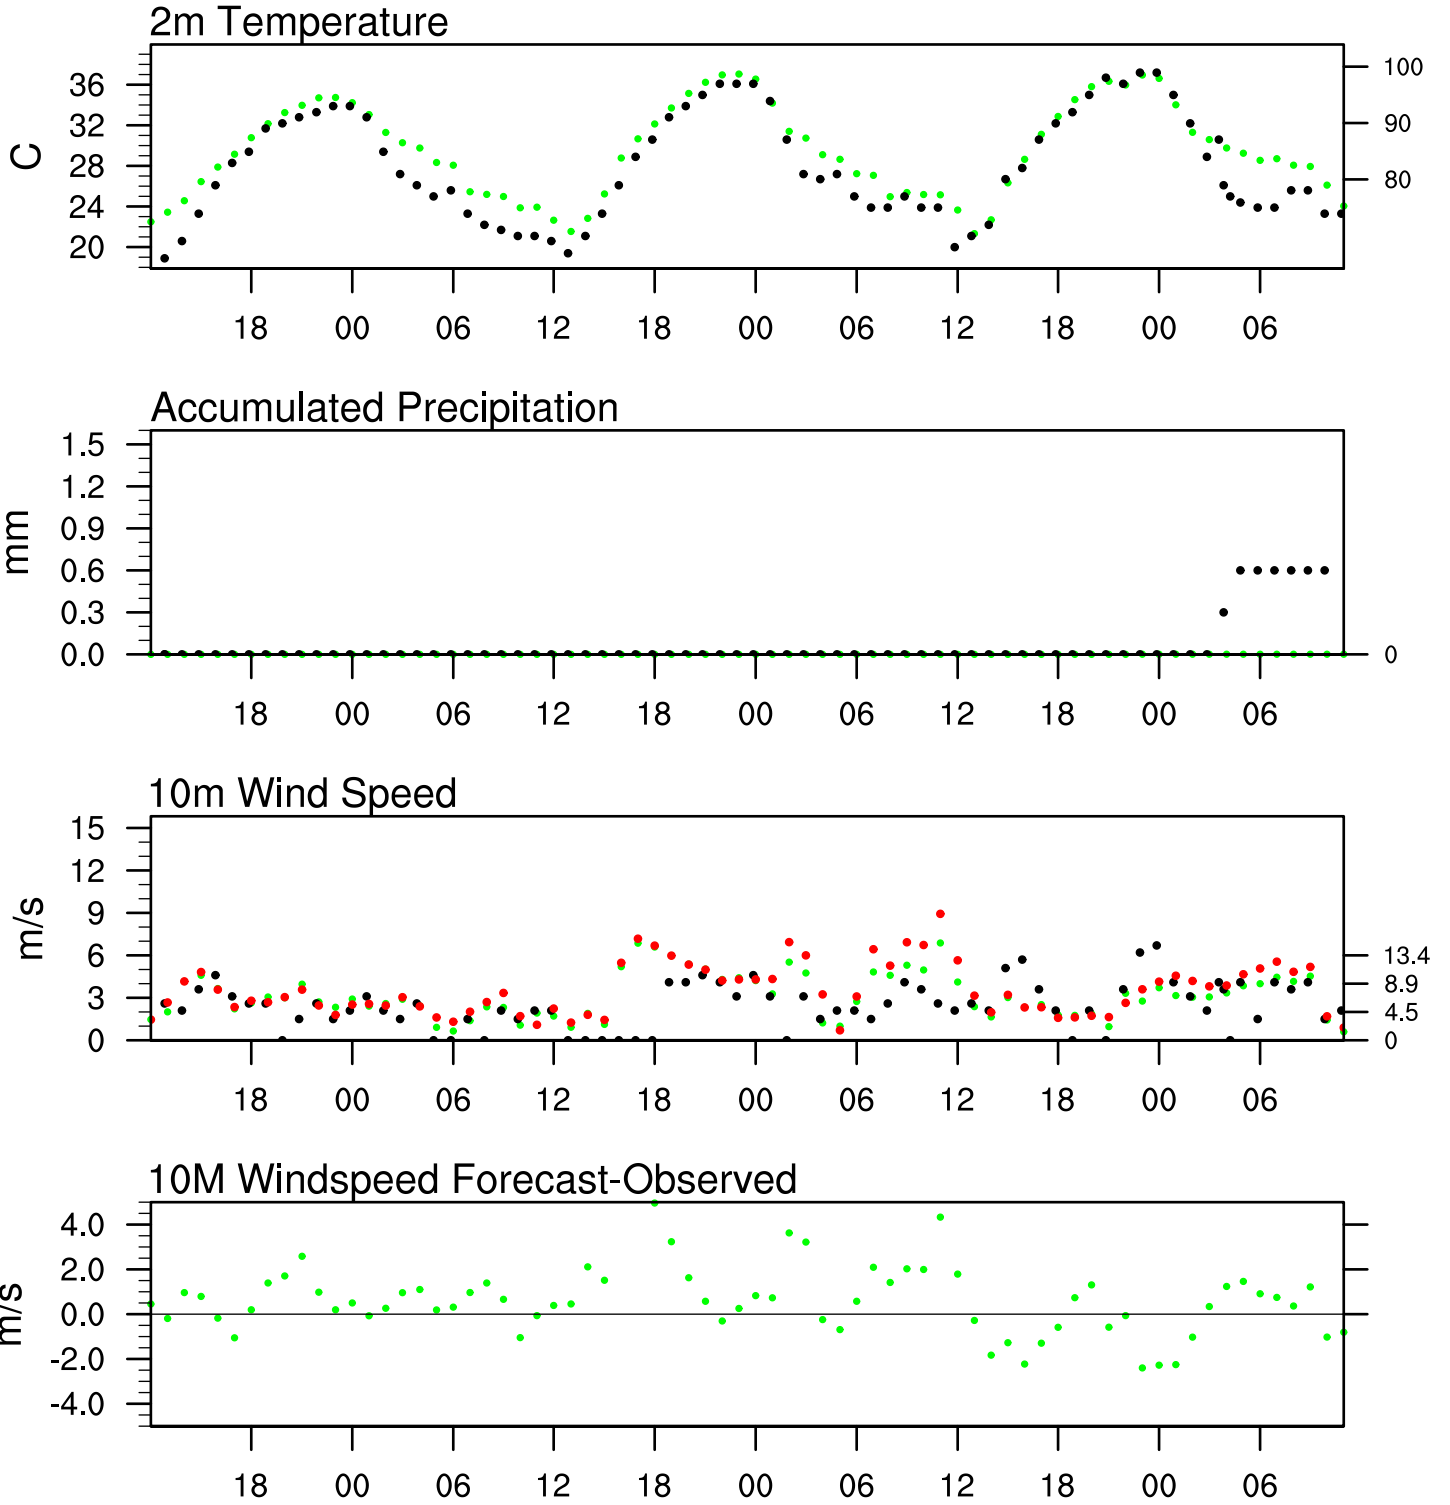 2m Temperature
C
36
32
28
24
20
100
90
80
18 00 06 12 18 00 06 12 18 00 06
Accumulated Precipitation
mm
1.5
1.2
0.9
0.6
0.3
0.0
0
18 00 06 12 18 00 06 12 18 00 06
10m Wind Speed
m/s
15
12
9
6
3
0
13.4
8.9
4.5
0
18 00 06 12 18 00 06 12 18 00 06
10M Windspeed Forecast-Observed
m/s
4.0
2.0
0.0
-2.0
-4.0
18 00 06 12 18 00 06 12 18 00 06